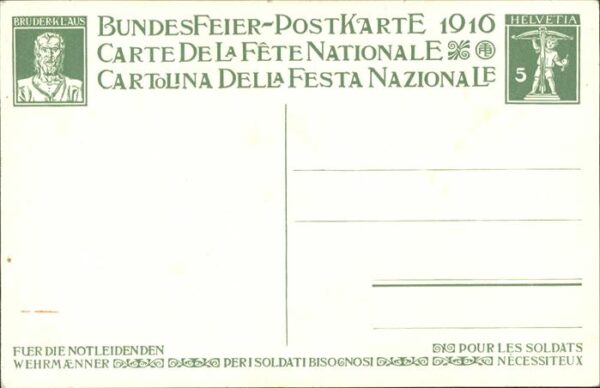 BRUDER·KLAUS
BUNDESFEIER-POSTKARTE 1916
CARTE DE LA FÊTE NATIONALE
CARTOLINA DELLA FESTA NAZIONALE
HELVETIA
5
FUER DIE NOTLEIDENDEN
WEHRMÆNNER
PER I SOLDATI BISOGNOSI
POUR LES SOLDATS
NÉCESSITEUX